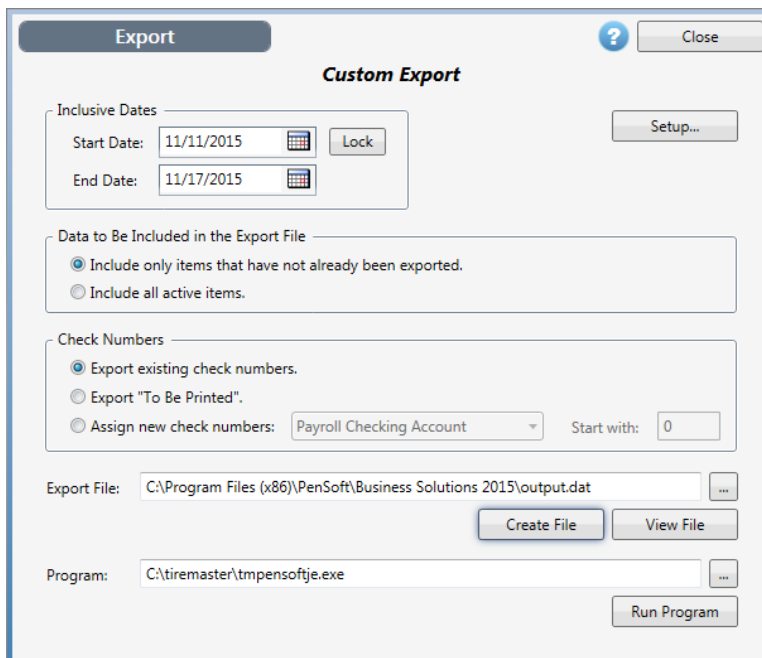 Export
?
Close
Custom Export
Inclusive Dates
Start Date: 11/11/2015 Lock
Setup...
End Date: 11/17/2015
Data to Be Included in the Export File
Include only items that have not already been exported.
Include all active items.
Check Numbers
Export existing check numbers.
Export "To Be Printed".
Assign new check numbers: Payroll Checking Account Start with: 0
Export File: C:\Program Files (x86)\PenSoft\Business Solutions 2015\output.dat ...
Create File View File
Program: C:\tiremaster\tmpensoftje.exe ...
Run Program